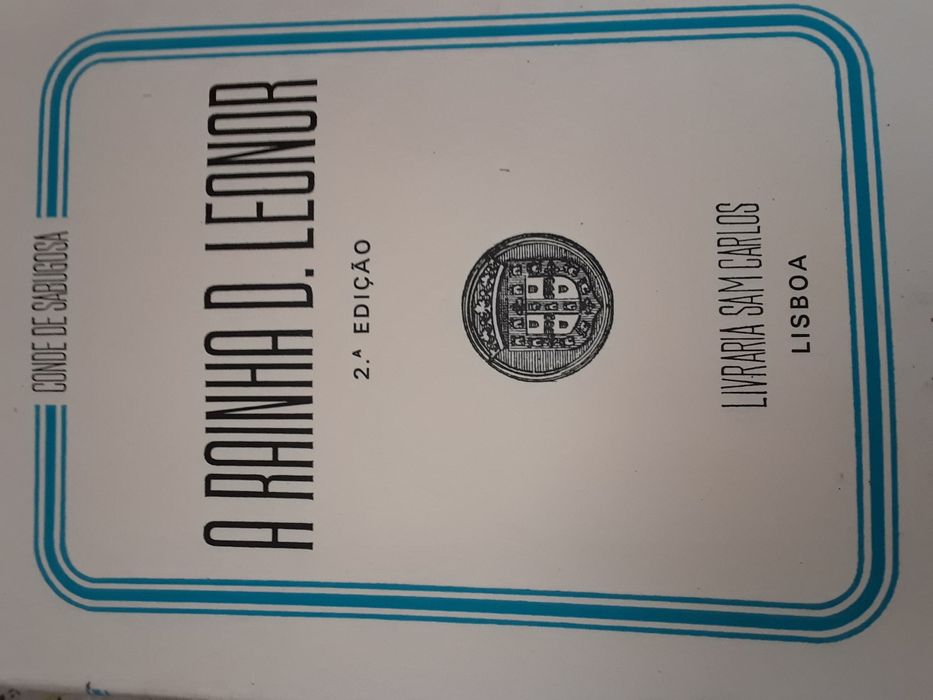 CONDE DE SABUGOSA
A RAINHA D. LEONOR
2.ª EDIÇÃO
LIVRARIA SAM CARLOS
LISBOA